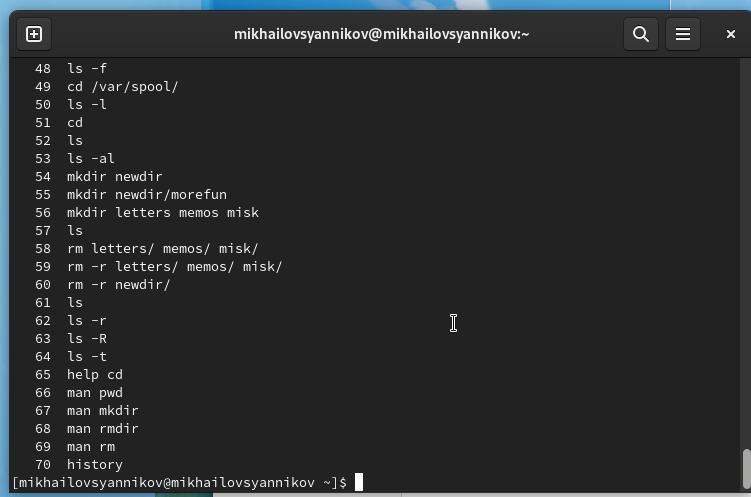 mikhailovsyannikov@mikhailovsyannikov:~
48 ls -f
49 cd /var/spool/
50 ls -l
51 cd
52 ls
53 ls -al
54 mkdir newdir
55 mkdir newdir/morefun
56 mkdir letters memos misk
57 ls
58 rm letters/ memos/ misk/
59 rm -r letters/ memos/ misk/
60 rm -r newdir/
61 ls
62 ls -r
63 ls -R
64 ls -t
65 help cd
66 man pwd
67 man mkdir
68 man rmdir
69 man rm
70 history
[mikhailovsyannikov@mikhailovsyannikov ~]$